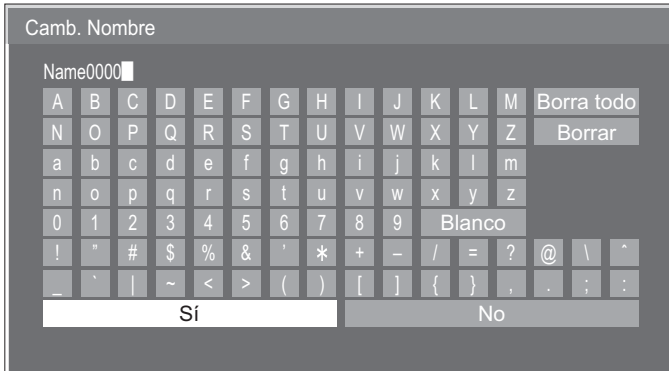 Camb. Nombre
Name0000
A B C D E F G H I J K L M Borra todo
N O P Q R S T U V W X Y Z Borrar
a b c d e f g h i j k l m
n o p q r s t u v w x y z
0 1 2 3 4 5 6 7 8 9 Blanco
! " # $ % & ' * + – / = ? @ \ ^
_ ` | ~ < > ( ) [ ] { } , . ; :
Sí No